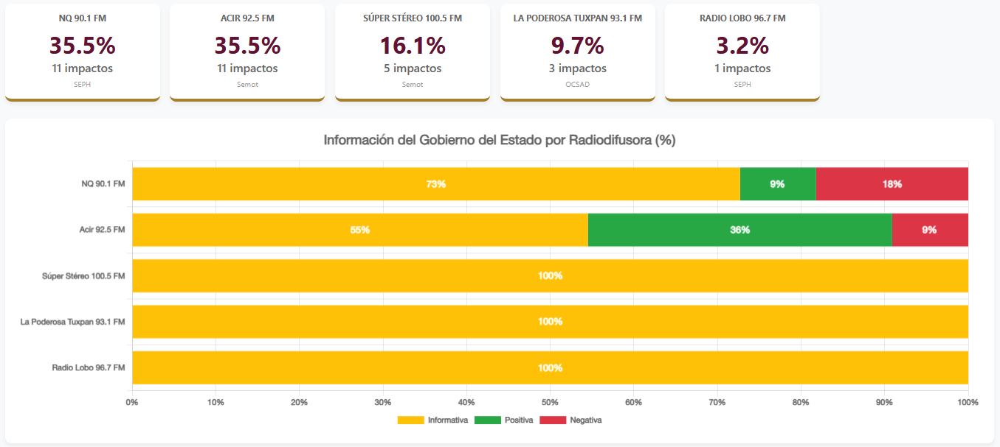 NQ 90.1 FM
35.5%
11 impactos
SEPH
ACIR 92.5 FM
35.5%
11 impactos
Semot
SÚPER STÉREO 100.5 FM
16.1%
5 impactos
Semot
LA PODEROSA TUXPAN 93.1 FM
9.7%
3 impactos
OCSAD
RADIO LOBO 96.7 FM
3.2%
1 impactos
SEPH
Información del Gobierno del Estado por Radiodifusora (%)
NQ 90.1 FM 73% 9% 18%
Acir 92.5 FM 55% 36% 9%
Súper Stéreo 100.5 FM 100%
La Poderosa Tuxpan 93.1 FM 100%
Radio Lobo 96.7 FM 100%
0% 10% 20% 30% 40% 50% 60% 70% 80% 90% 100%
Informativa Positiva Negativa